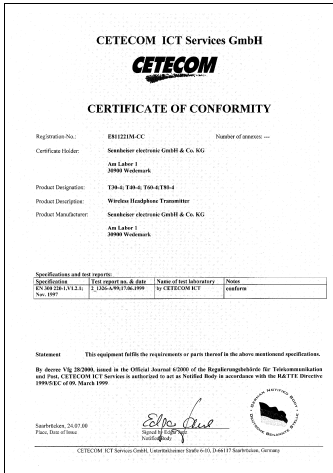 CETECOM ICT Services GmbH
CETECOM
CERTIFICATE OF CONFORMITY
Registration-No.: E811221M-CC Number of annexes: ---
Certificate Holder: Sennheiser electronic GmbH & Co. KG
Am Labor 1
30900 Wedemark
Product Designation: T30-4; T40-4; T60-4; T80-4
Product Description: Wireless Headphone Transmitter
Product Manufacturer: Sennheiser electronic GmbH & Co. KG
Am Labor 1
30900 Wedemark
Specifications and test reports:
Specification Test report no. & date Name of test laboratory Notes
EN 300 220-1,V1.2.1; 2_1326-A/99;17.06.1999 by CETECOM ICT conform
Nov. 1997
Statement This equipment fulfils the requirements or parts thereof in the above mentioned specifications.
By decree Vfg 28/2000, issued in the Official Journal 6/2000 of the Regulierungsbehörde für Telekommunikation
und Post, CETECOM ICT Services is authorized to act as Notified Body in accordance with the R&TTE Directive
1999/5/EC of 09. March 1999
Saarbrücken, 24.07.00
Place, Date of Issue Signed by Edgar
Notified Body
GERMAN NOTIFIED BODY
CETECOM ICT Services GmbH, Untertürkheimer Straße 6-10, D-66117 Saarbrücken, Germany